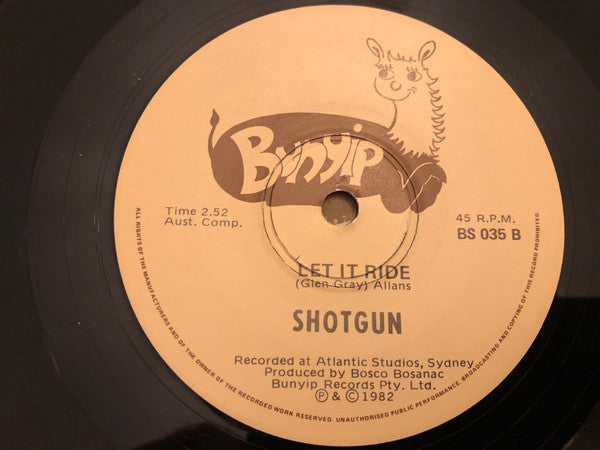 Bunyip
Time 2.52
Aust. Comp.
45 R.P.M.
BS 035 B
LET IT RIDE
(Glen Gray) Allans
SHOTGUN
Recorded at Atlantic Studios, Sydney
Produced by Bosco Bosanac
Bunyip Records Pty. Ltd.
Ⓟ & © 1982
ALL RIGHTS OF THE MANUFACTURERS AND OF THE OWNER OF THE RECORDED WORK RESERVED. UNAUTHORISED PUBLIC PERFORMANCE, BROADCASTING AND COPYING OF THIS RECORD PROHIBITED.